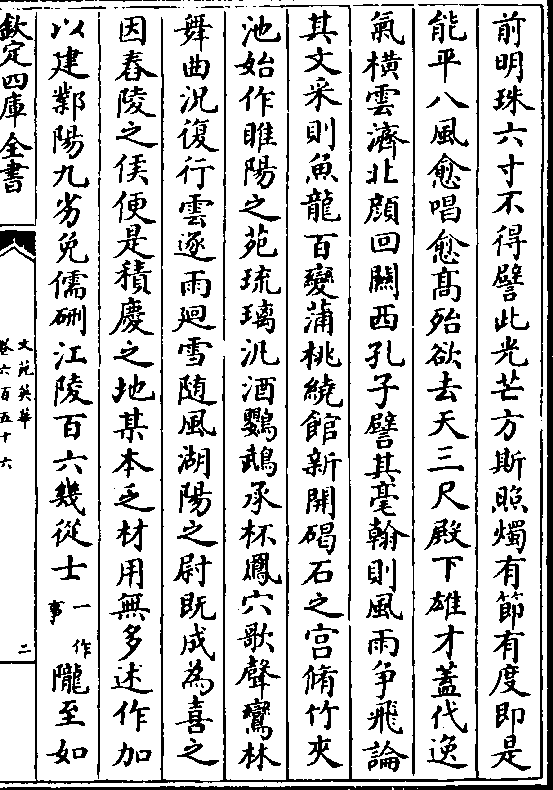 前明珠六寸不得譬此光芒方斯照燭有節有度即是
能平八風愈唱愈髙殆欲去天三尺殿下雄才蓋代逸
氣橫雲濟北顔回闗西孔子譬其毫翰則風雨争飛論
其文采則魚龍百變蒲桃繞館新開碣石之宫脩竹夾
池始作睢陽之苑琉璃汎酒鸚鵡承杯鳳穴歌聲鸞林
舞曲況復行雲逐雨廻雪随風湖陽之尉既成為喜之
因舂陵之侯便是積慶之地某本乏材用無多述作加
以建鄴陽九劣免儒硎江陵百六幾從士一作事隴至如
欽定四庫全書
文苑英華
卷六百五十六
二